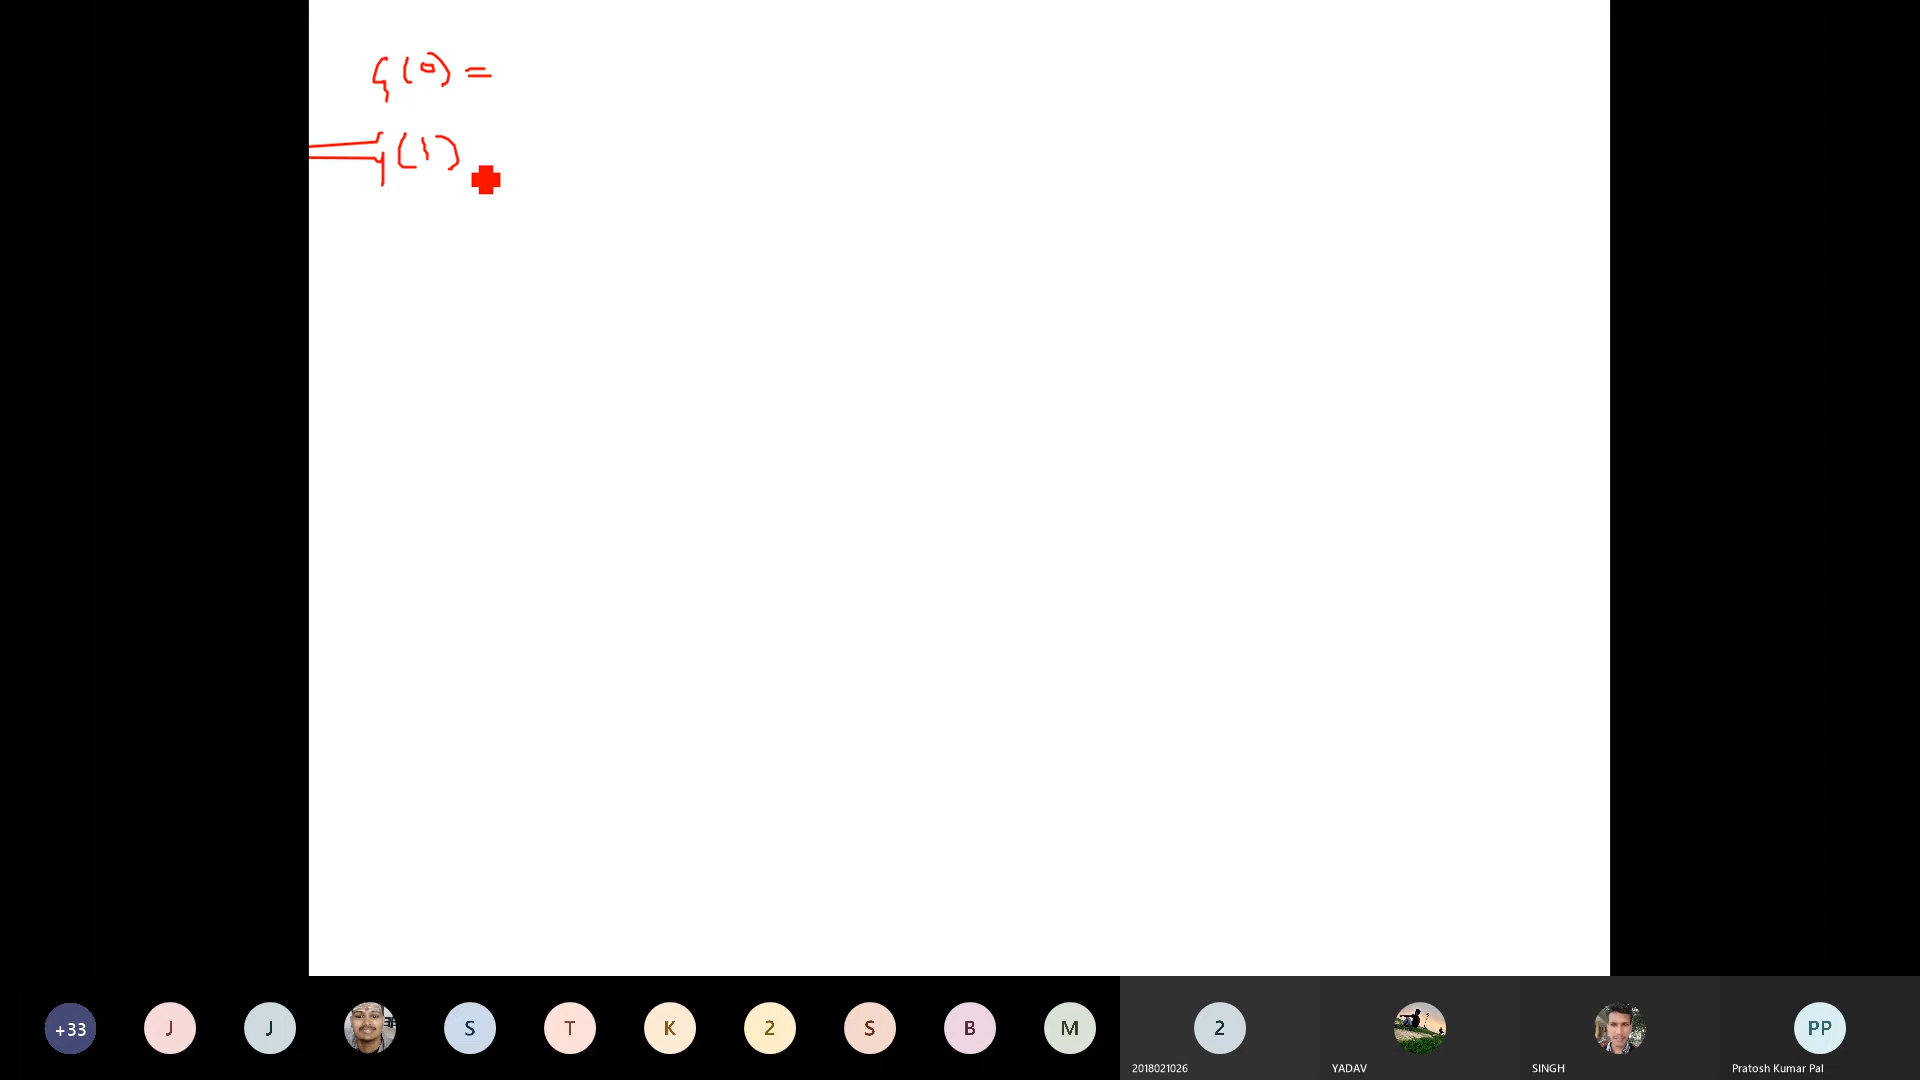 q(0) =
q(1)
+33
J
J
S
T
K
2
S
B
M
2
PP
2018021026
YADAV
SINGH
Pratosh Kumar Pal